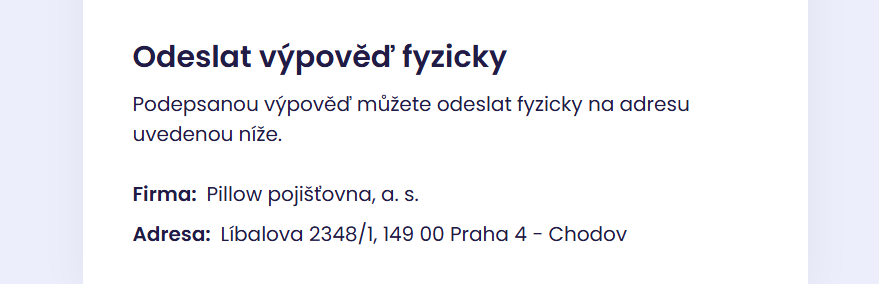 Odeslat výpověď fyzicky
Podepsanou výpověď můžete odeslat fyzicky na adresu
uvedenou níže.
Firma: Pillow pojišťovna, a. s.
Adresa: Líbalova 2348/1, 149 00 Praha 4 - Chodov